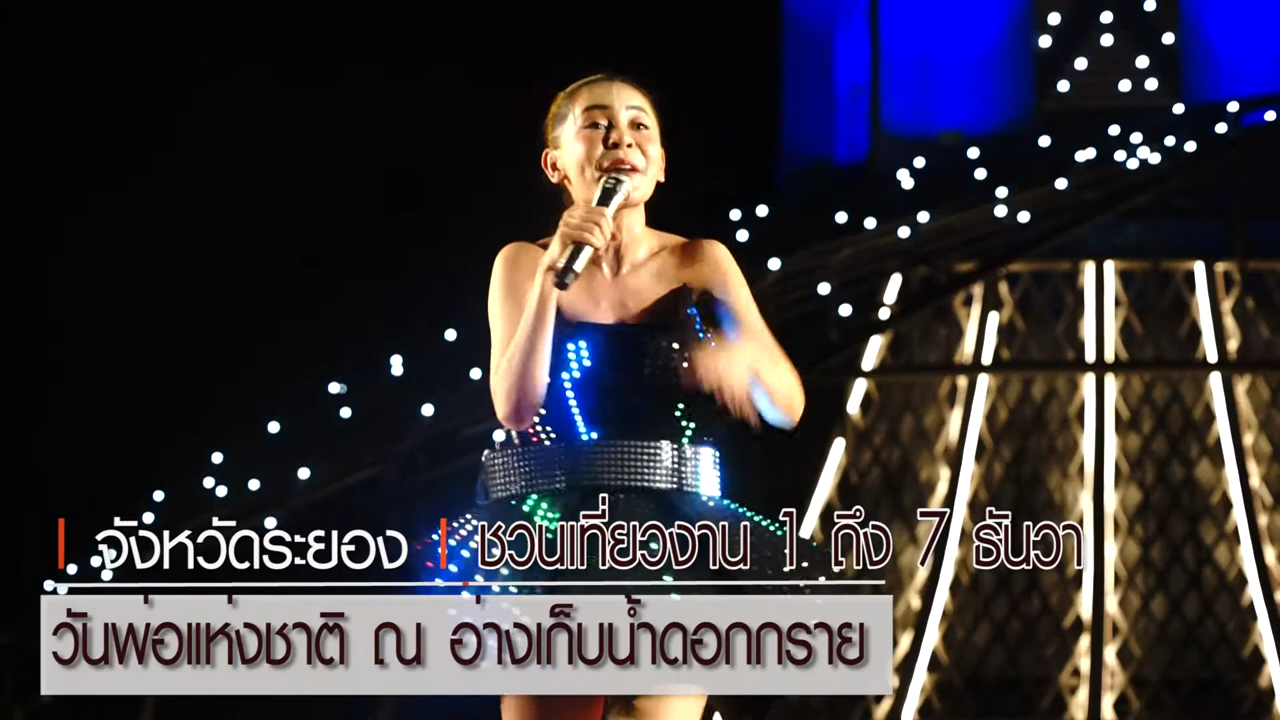 | จังหวัดระยอง | ชวนเที่ยวงาน 1 ถึง 7 ธันวา
วันพ่อแห่งชาติ ณ อ่างเก็บน้ำดอกกราย